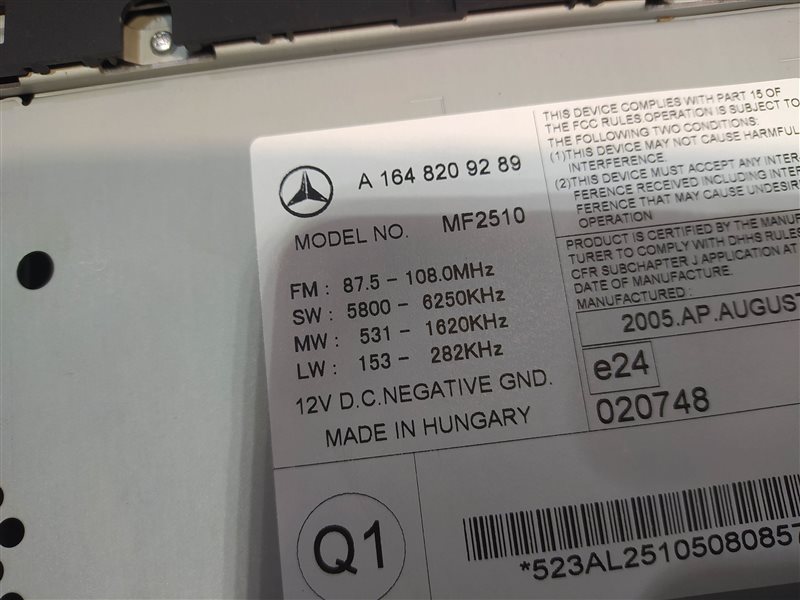 A 164 820 92 89
MODEL NO. MF2510
FM : 87.5 - 108.0MHz
SW : 5800 - 6250KHz
MW : 531 - 1620KHz
LW : 153 - 282KHz
12V D.C.NEGATIVE GND.
MADE IN HUNGARY
THIS DEVICE COMPLIES WITH PART 15 OF
THE FCC RULES.OPERATION IS SUBJECT TO
THE FOLLOWING TWO CONDITIONS:
(1)THIS DEVICE MAY NOT CAUSE HARMFUL
INTERFERENCE.
(2)THIS DEVICE MUST ACCEPT ANY INTER
FERENCE RECEIVED INCLUDING INTER
FERENCE THAT MAY CAUSE UNDESIR
OPERATION
PRODUCT IS CERTIFIED BY THE MANUF
TURER TO COMPLY WITH DHHS RULES
CFR SUBCHAPTER J APPLICATION AT
DATE OF MANUFACTURE.
MANUFACTURED :
2005.AP.AUGUST
e24
020748
Q1
*523AL25105080857